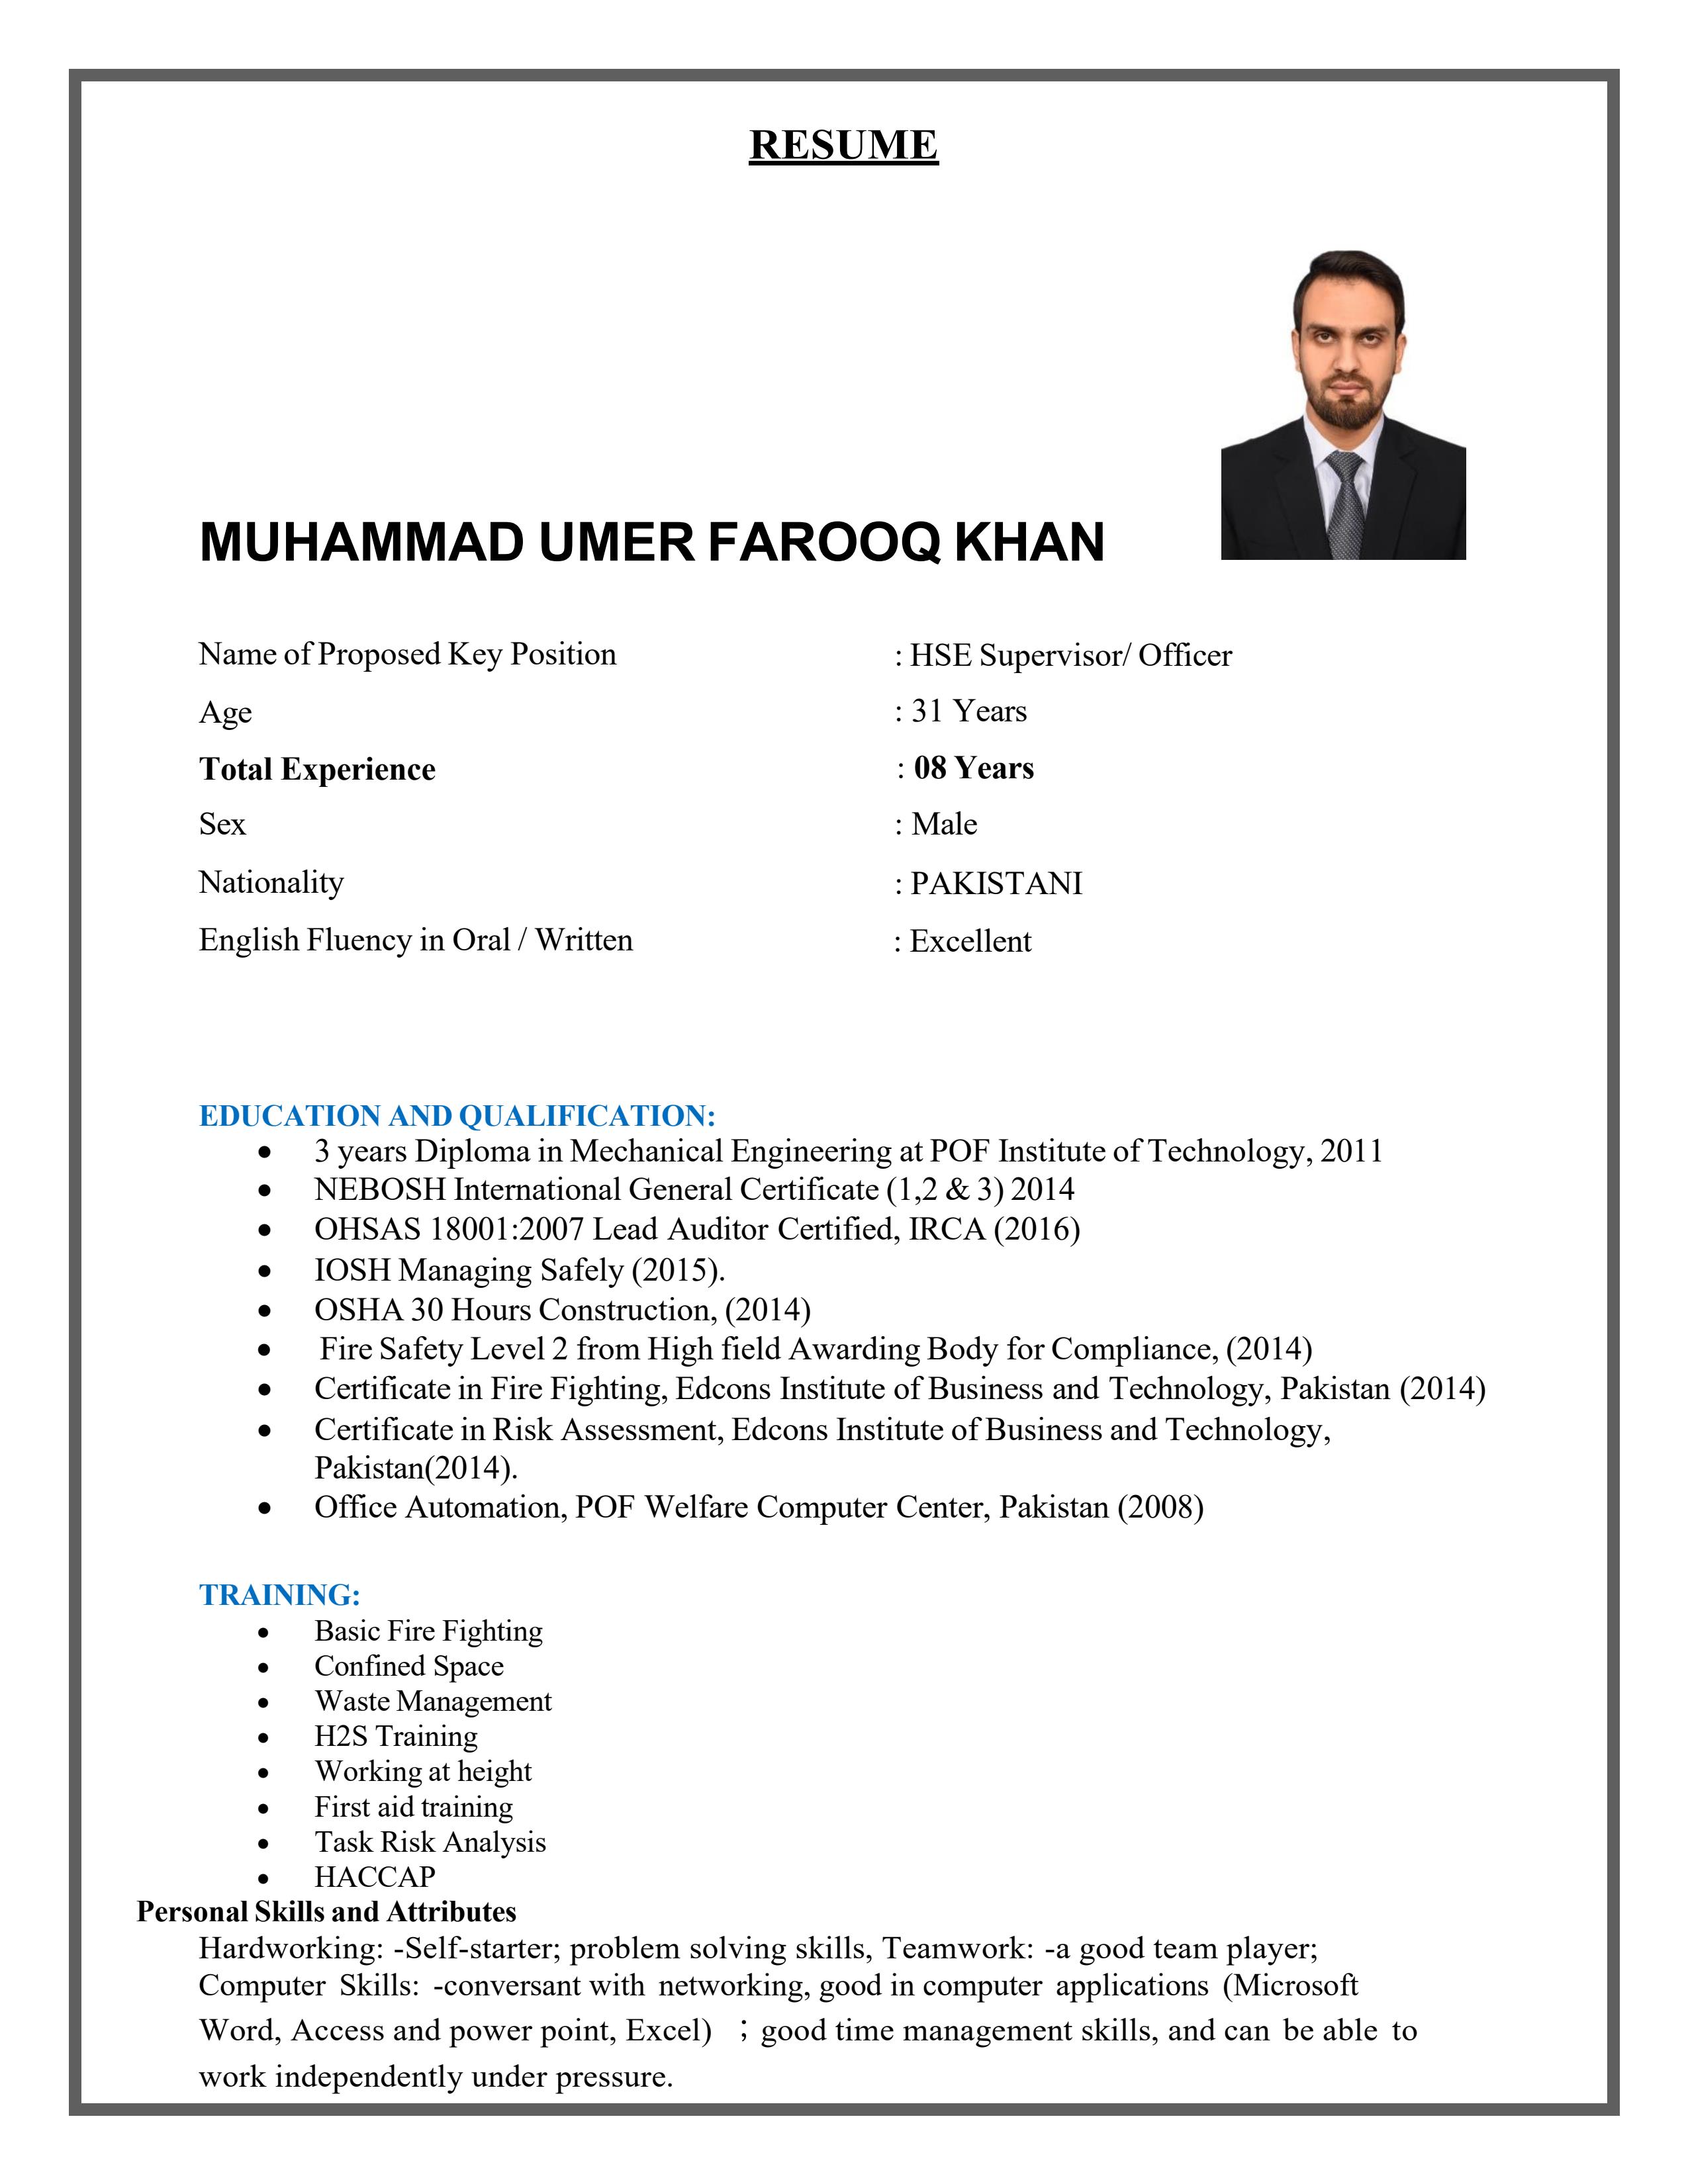 RESUME
MUHAMMAD UMER FAROOQ KHAN
Name of Proposed Key Position : HSE Supervisor/ Officer
Age : 31 Years
Total Experience : 08 Years
Sex : Male
Nationality : PAKISTANI
English Fluency in Oral / Written : Excellent
EDUCATION AND QUALIFICATION:
• 3 years Diploma in Mechanical Engineering at POF Institute of Technology, 2011
• NEBOSH International General Certificate (1,2 & 3) 2014
• OHSAS 18001:2007 Lead Auditor Certified, IRCA (2016)
• IOSH Managing Safely (2015).
• OSHA 30 Hours Construction, (2014)
• Fire Safety Level 2 from High field Awarding Body for Compliance, (2014)
• Certificate in Fire Fighting, Edcons Institute of Business and Technology, Pakistan (2014)
• Certificate in Risk Assessment, Edcons Institute of Business and Technology,
Pakistan(2014).
• Office Automation, POF Welfare Computer Center, Pakistan (2008)
TRAINING:
• Basic Fire Fighting
• Confined Space
• Waste Management
• H2S Training
• Working at height
• First aid training
• Task Risk Analysis
• HACCAP
Personal Skills and Attributes
Hardworking: -Self-starter; problem solving skills, Teamwork: -a good team player;
Computer Skills: -conversant with networking, good in computer applications (Microsoft
Word, Access and power point, Excel) ; good time management skills, and can be able to
work independently under pressure.